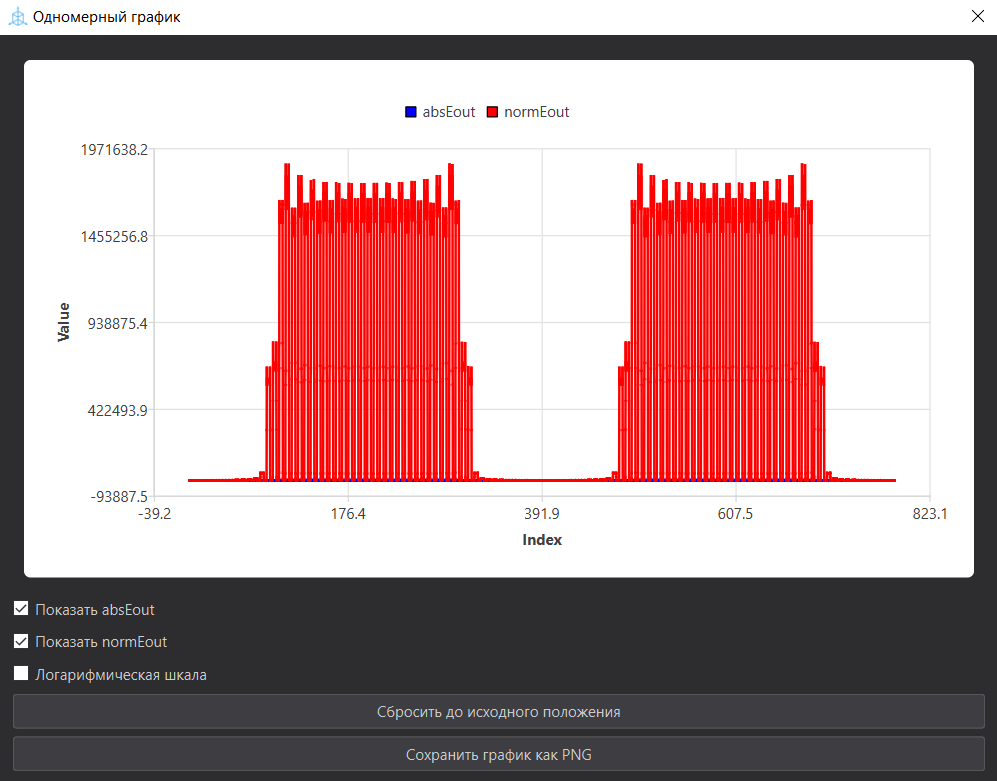 Одномерный график
absEout normEout
1971638.2
1455256.8
938875.4
422493.9
-93887.5
Value
-39.2 176.4 391.9 607.5 823.1
Index
Показать absEout
Показать normEout
Логарифмическая шкала
Сбросить до исходного положения
Сохранить график как PNG